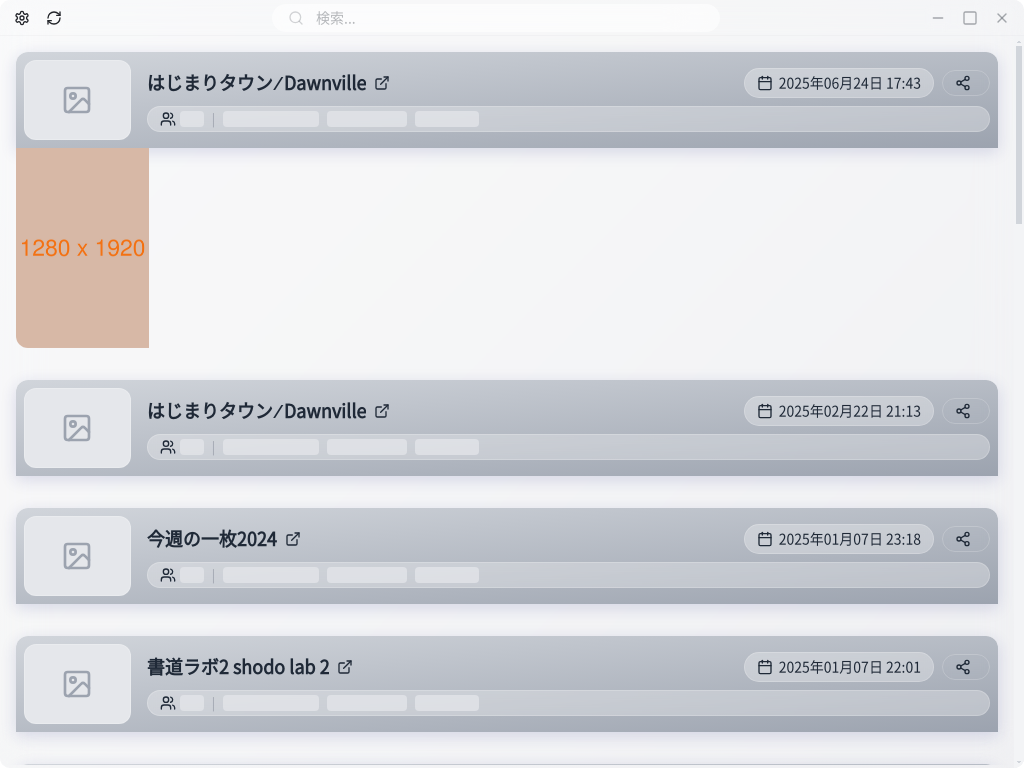 検索...
はじまりタウン/Dawnville
2025年06月24日 17:43
1280 x 1920
はじまりタウン/Dawnville
2025年02月22日 21:13
今週の一枚2024
2025年01月07日 23:18
書道ラボ2 shodo lab 2
2025年01月07日 22:01